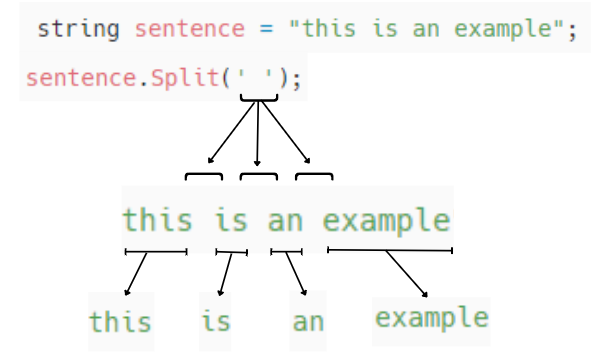 string sentence = "this is an example";
sentence.Split(' ');
this is an example
this is an example